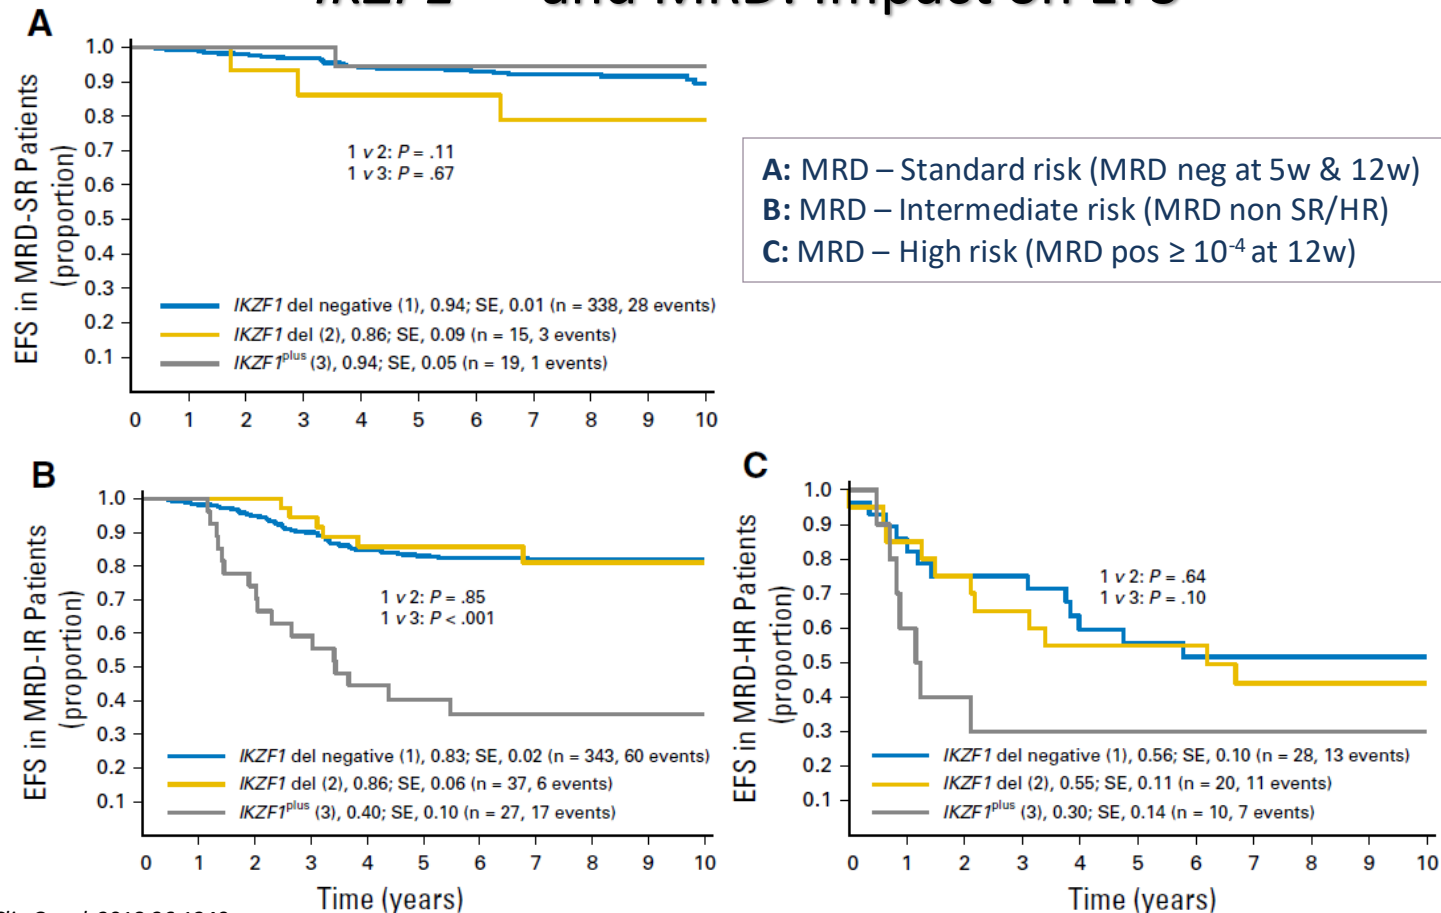 and MRD: Impact on EFS
A
EFS in MRD-SR Patients
(proportion)
1.0
0.9
0.8
0.7
0.6
0.5
0.4
0.3
0.2
0.1
1 v 2: P = .11
1 v 3: P = .67
IKZF1 del negative (1), 0.94; SE, 0.01 (n = 338, 28 events)
IKZF1 del (2), 0.86; SE, 0.09 (n = 15, 3 events)
IKZF1plus (3), 0.94; SE, 0.05 (n = 19, 1 events)
0 1 2 3 4 5 6 7 8 9 10
A: MRD – Standard risk (MRD neg at 5w & 12w)
B: MRD – Intermediate risk (MRD non SR/HR)
C: MRD – High risk (MRD pos ≥ 10-4 at 12w)
B
EFS in MRD-IR Patients
(proportion)
1.0
0.9
0.8
0.7
0.6
0.5
0.4
0.3
0.2
0.1
1 v 2: P = .85
1 v 3: P < .001
IKZF1 del negative (1), 0.83; SE, 0.02 (n = 343, 60 events)
IKZF1 del (2), 0.86; SE, 0.06 (n = 37, 6 events)
IKZF1plus (3), 0.40; SE, 0.10 (n = 27, 17 events)
0 1 2 3 4 5 6 7 8 9 10
Time (years)
C
EFS in MRD-HR Patients
(proportion)
1.0
0.9
0.8
0.7
0.6
0.5
0.4
0.3
0.2
0.1
1 v 2: P = .64
1 v 3: P = .10
IKZF1 del negative (1), 0.56; SE, 0.10 (n = 28, 13 events)
IKZF1 del (2), 0.55; SE, 0.11 (n = 20, 11 events)
IKZF1plus (3), 0.30; SE, 0.14 (n = 10, 7 events)
0 1 2 3 4 5 6 7 8 9 10
Time (years)